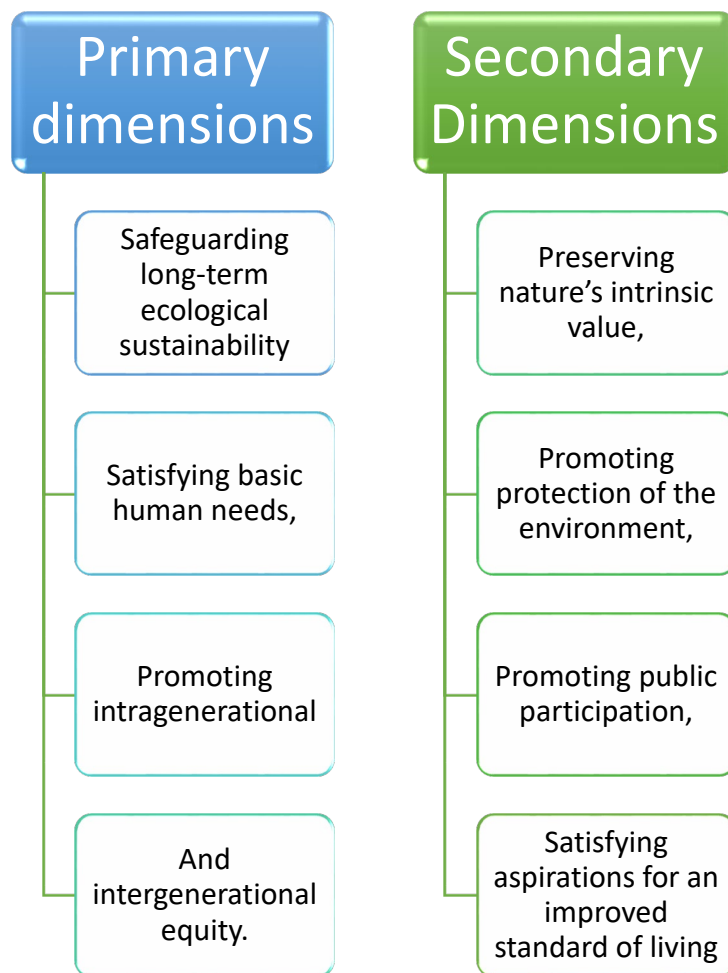 Primary
dimensions
Safeguarding
long-term
ecological
sustainability
Satisfying basic
human needs,
Promoting
intragenerational
And
intergenerational
equity.
Secondary
Dimensions
Preserving
nature’s intrinsic
value,
Promoting
protection of the
environment,
Promoting public
participation,
Satisfying
aspirations for an
improved
standard of living